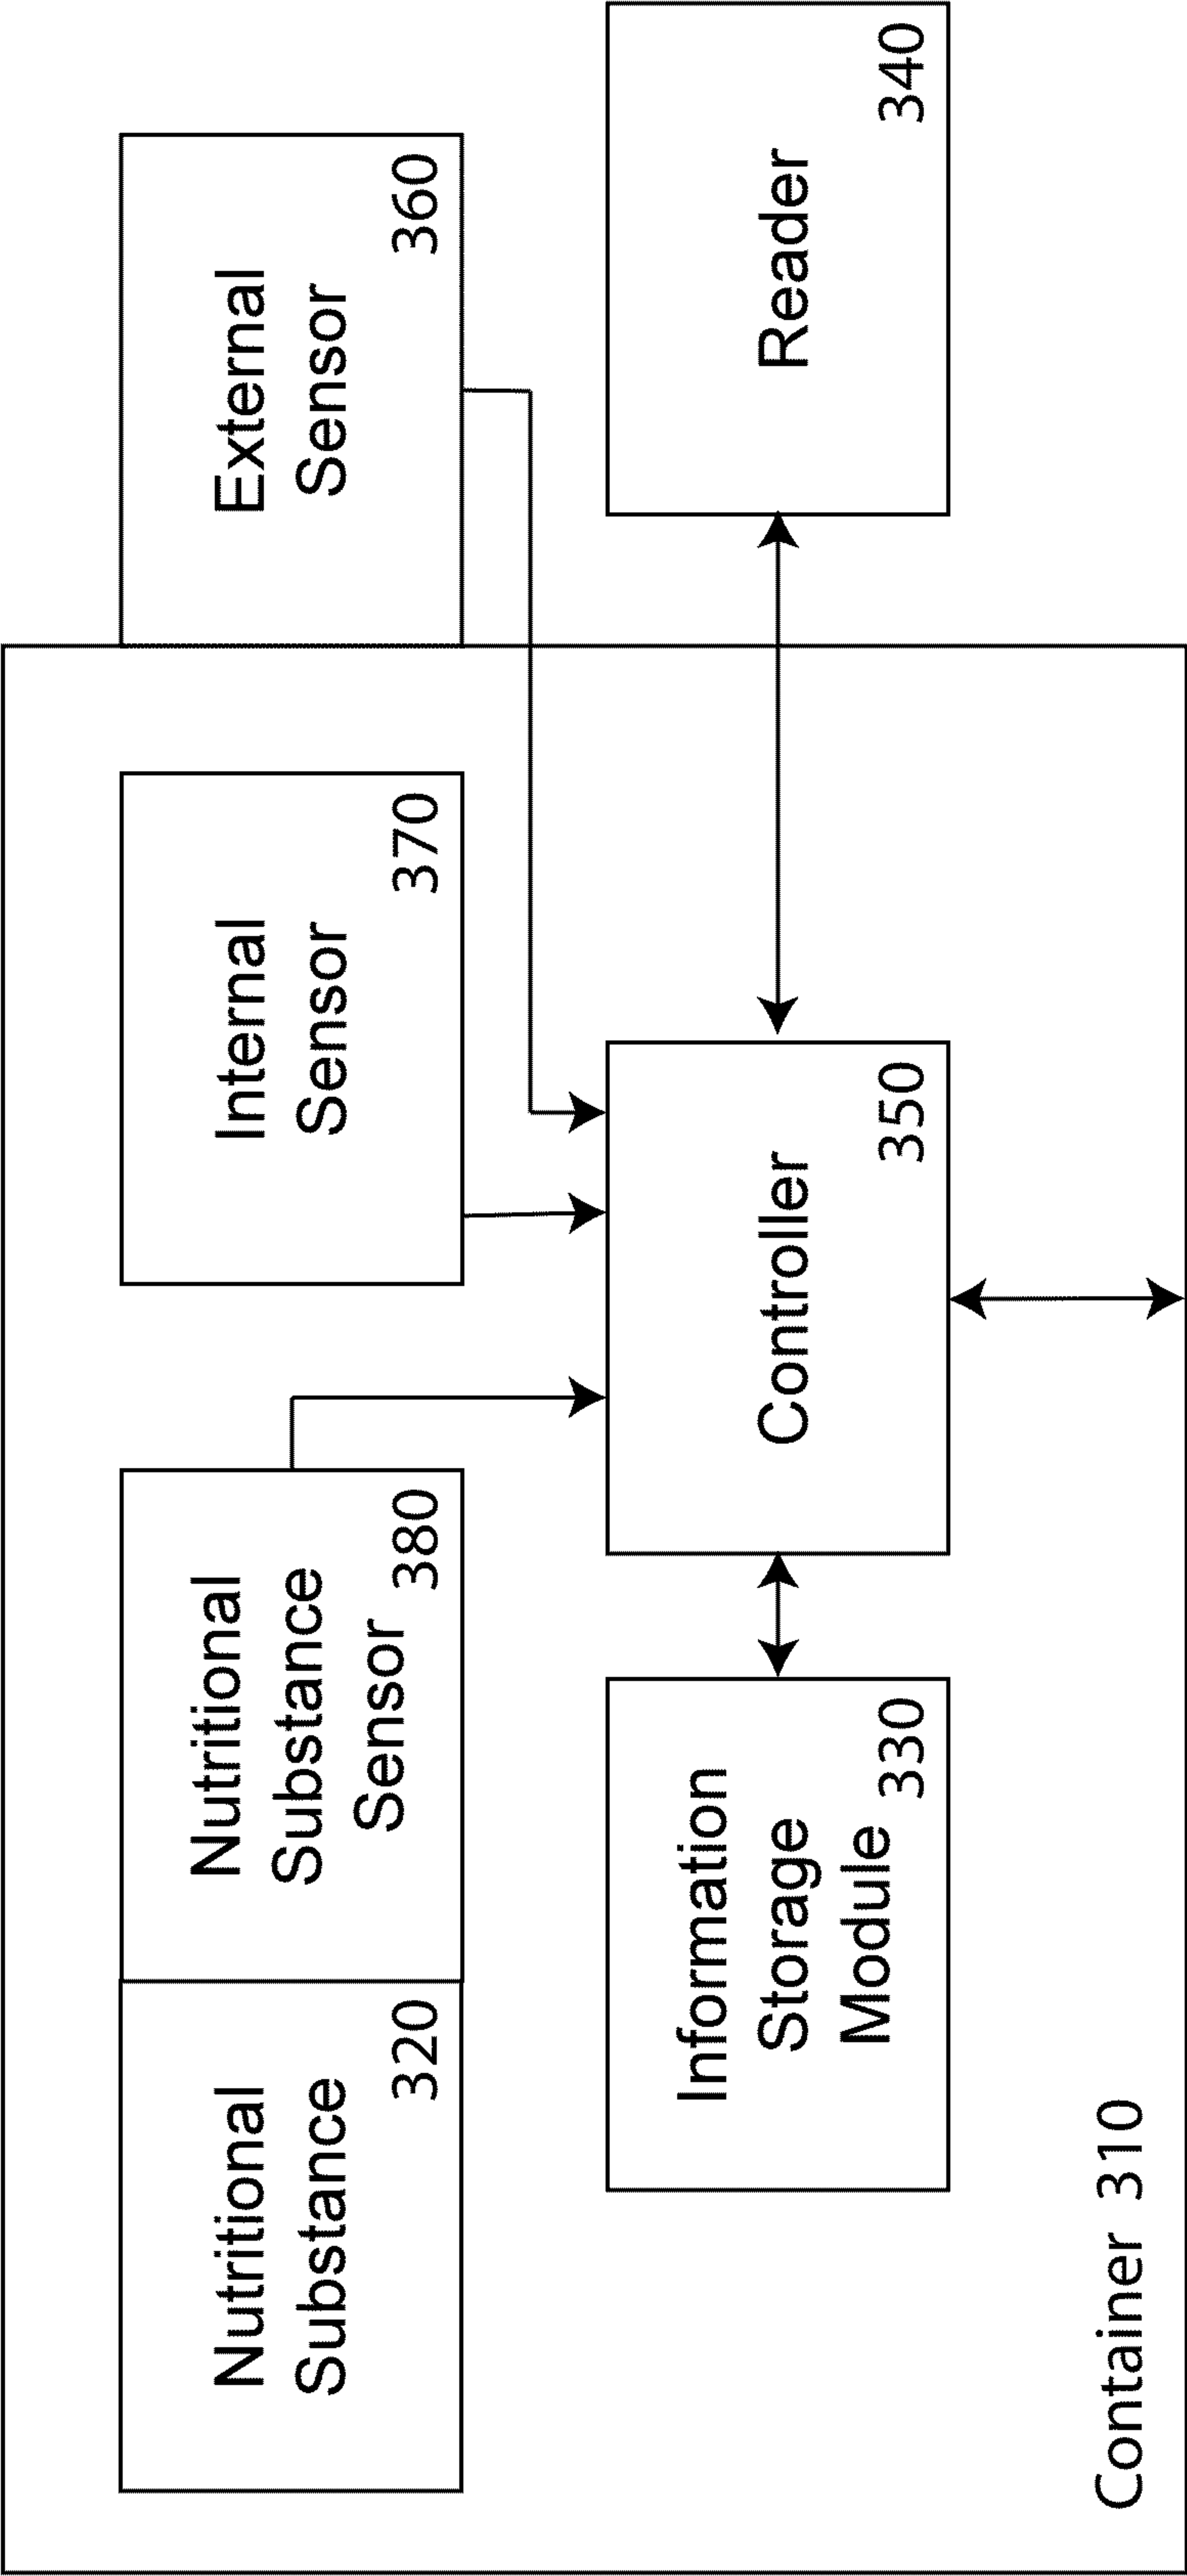 Nutritional
Substance
320
Nutritional
Substance
Sensor
380
Internal
Sensor
370
External
Sensor
360
Information
Storage
Module
330
Controller
350
Reader
340
Container 310